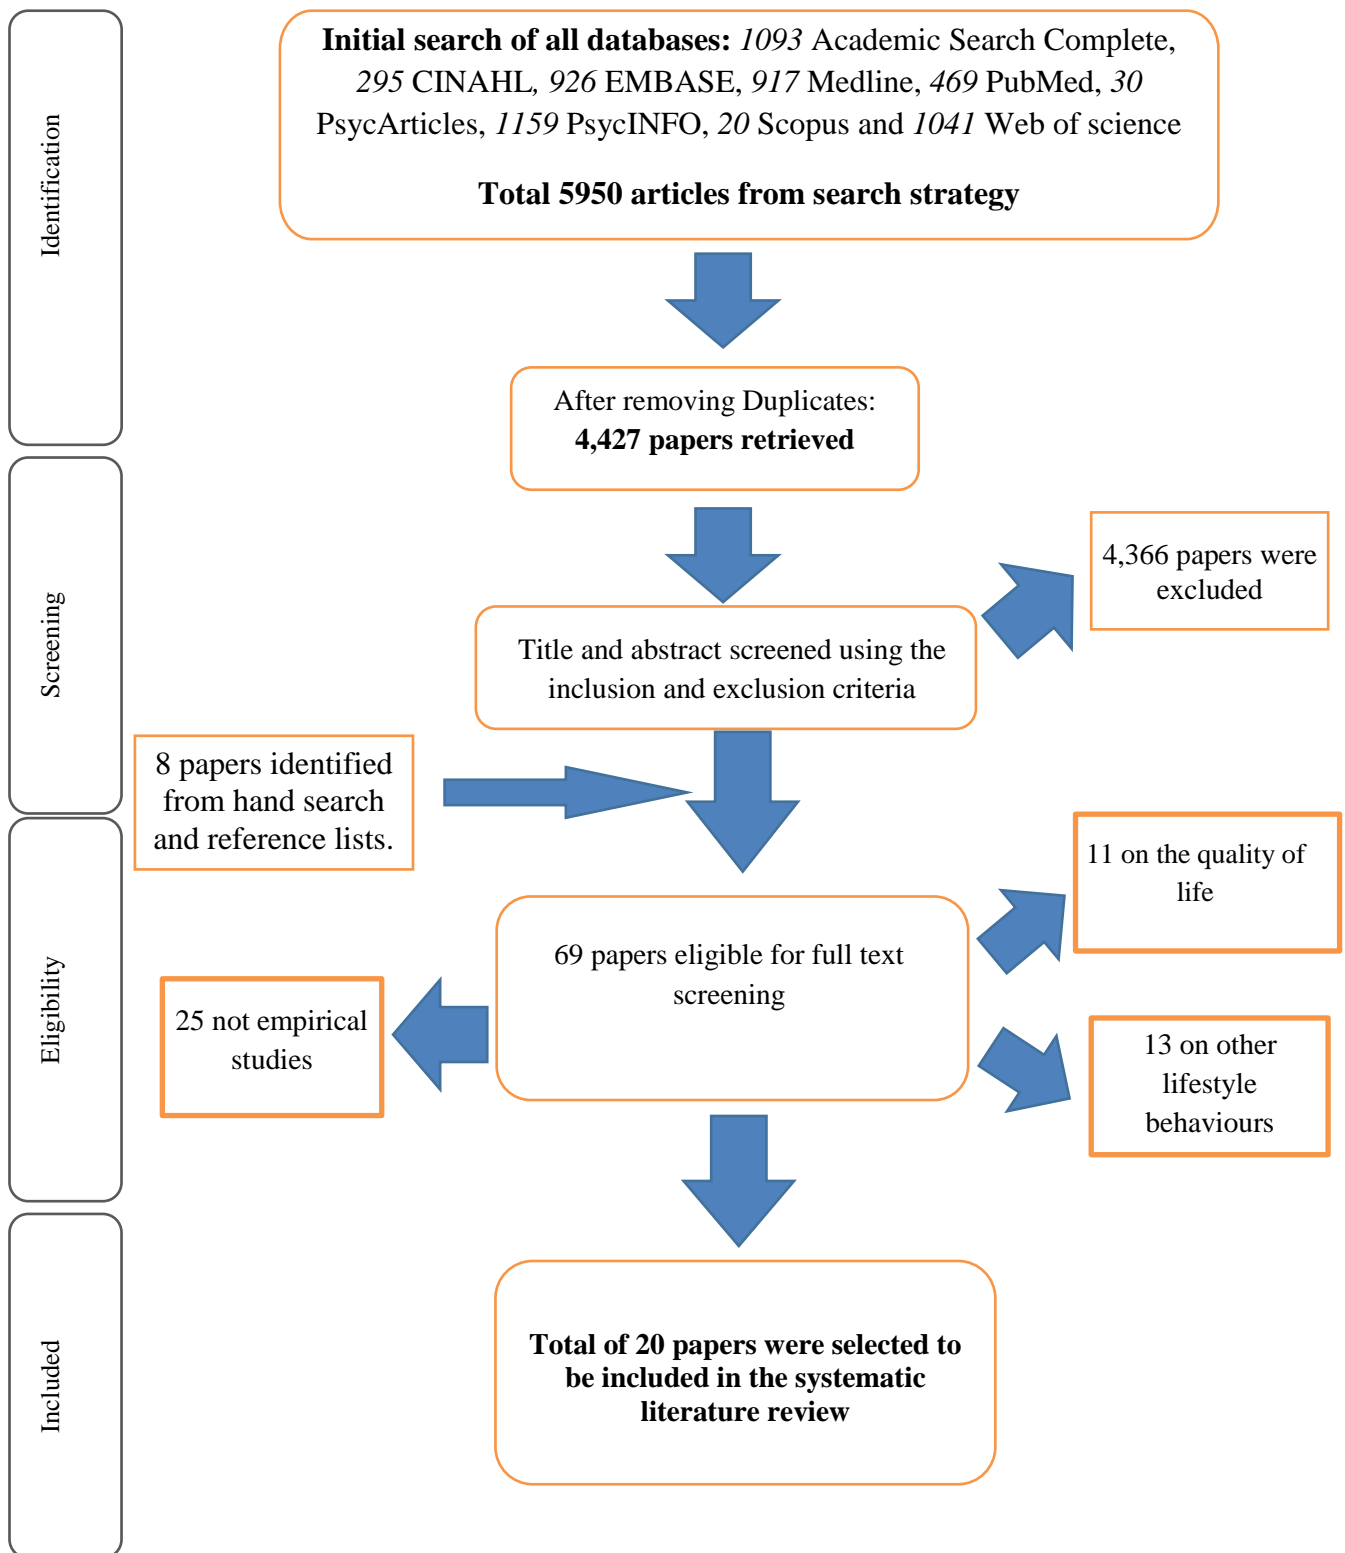 Identification
Initial search of all databases: 1093 Academic Search Complete,
295 CINAHL, 926 EMBASE, 917 Medline, 469 PubMed, 30
PsycArticles, 1159 PsycINFO, 20 Scopus and 1041 Web of science
Total 5950 articles from search strategy
After removing Duplicates:
4,427 papers retrieved
Screening
4,366 papers were
excluded
Title and abstract screened using the
inclusion and exclusion criteria
8 papers identified
from hand search
and reference lists.
Eligibility
11 on the quality of
life
69 papers eligible for full text
screening
25 not empirical
studies
13 on other
lifestyle
behaviours
Included
Total of 20 papers were selected to
be included in the systematic
literature review